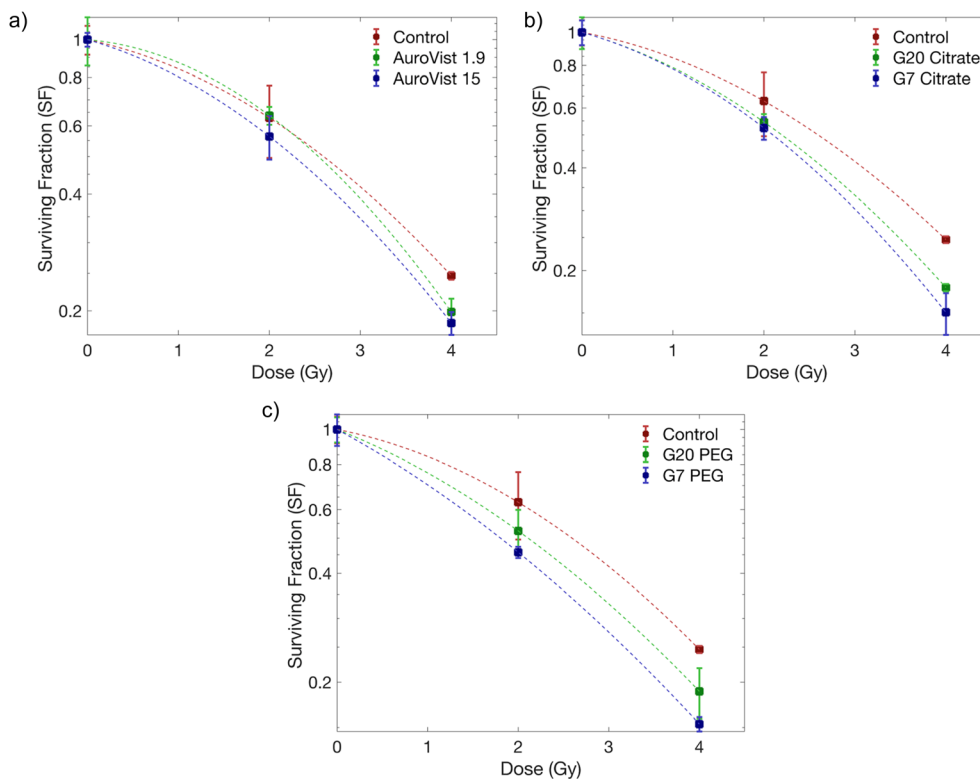 a)
Control
AuroVist 1.9
AuroVist 15
1
0.8
0.6
0.4
0.2
Surviving Fraction (SF)
0 1 2 3 4
Dose (Gy)
b)
Control
G20 Citrate
G7 Citrate
1
0.8
0.6
0.4
0.2
Surviving Fraction (SF)
0 1 2 3 4
Dose (Gy)
c)
Control
G20 PEG
G7 PEG
1
0.8
0.6
0.4
0.2
Surviving Fraction (SF)
0 1 2 3 4
Dose (Gy)